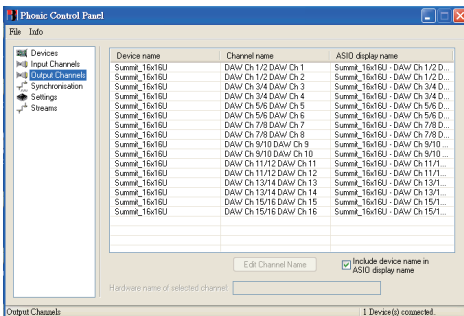 Phonic Control Panel
File Info
Devices
Input Channels
Output Channels
Synchronisation
Settings
Streams
Device name Channel name ASIO display name
Summit_16x16U DAW Ch 1/2 DAW Ch 1 Summit_16x16U - DAW Ch 1/2 D...
Summit_16x16U DAW Ch 1/2 DAW Ch 2 Summit_16x16U - DAW Ch 1/2 D...
Summit_16x16U DAW Ch 3/4 DAW Ch 3 Summit_16x16U - DAW Ch 3/4 D...
Summit_16x16U DAW Ch 3/4 DAW Ch 4 Summit_16x16U - DAW Ch 3/4 D...
Summit_16x16U DAW Ch 5/6 DAW Ch 5 Summit_16x16U - DAW Ch 5/6 D...
Summit_16x16U DAW Ch 5/6 DAW Ch 6 Summit_16x16U - DAW Ch 5/6 D...
Summit_16x16U DAW Ch 7/8 DAW Ch 7 Summit_16x16U - DAW Ch 7/8 D...
Summit_16x16U DAW Ch 7/8 DAW Ch 8 Summit_16x16U - DAW Ch 7/8 D...
Summit_16x16U DAW Ch 9/10 DAW Ch 9 Summit_16x16U - DAW Ch 9/10 ...
Summit_16x16U DAW Ch 9/10 DAW Ch 10 Summit_16x16U - DAW Ch 9/10 ...
Summit_16x16U DAW Ch 11/12 DAW Ch 11 Summit_16x16U - DAW Ch 11/1...
Summit_16x16U DAW Ch 11/12 DAW Ch 12 Summit_16x16U - DAW Ch 11/1...
Summit_16x16U DAW Ch 13/14 DAW Ch 13 Summit_16x16U - DAW Ch 13/1...
Summit_16x16U DAW Ch 13/14 DAW Ch 14 Summit_16x16U - DAW Ch 13/1...
Summit_16x16U DAW Ch 15/16 DAW Ch 15 Summit_16x16U - DAW Ch 15/1...
Summit_16x16U DAW Ch 15/16 DAW Ch 16 Summit_16x16U - DAW Ch 15/1...
Edit Channel Name
Include device name in
ASIO display name
Hardware name of selected channel
Output Channels 1 Device(s) connected.